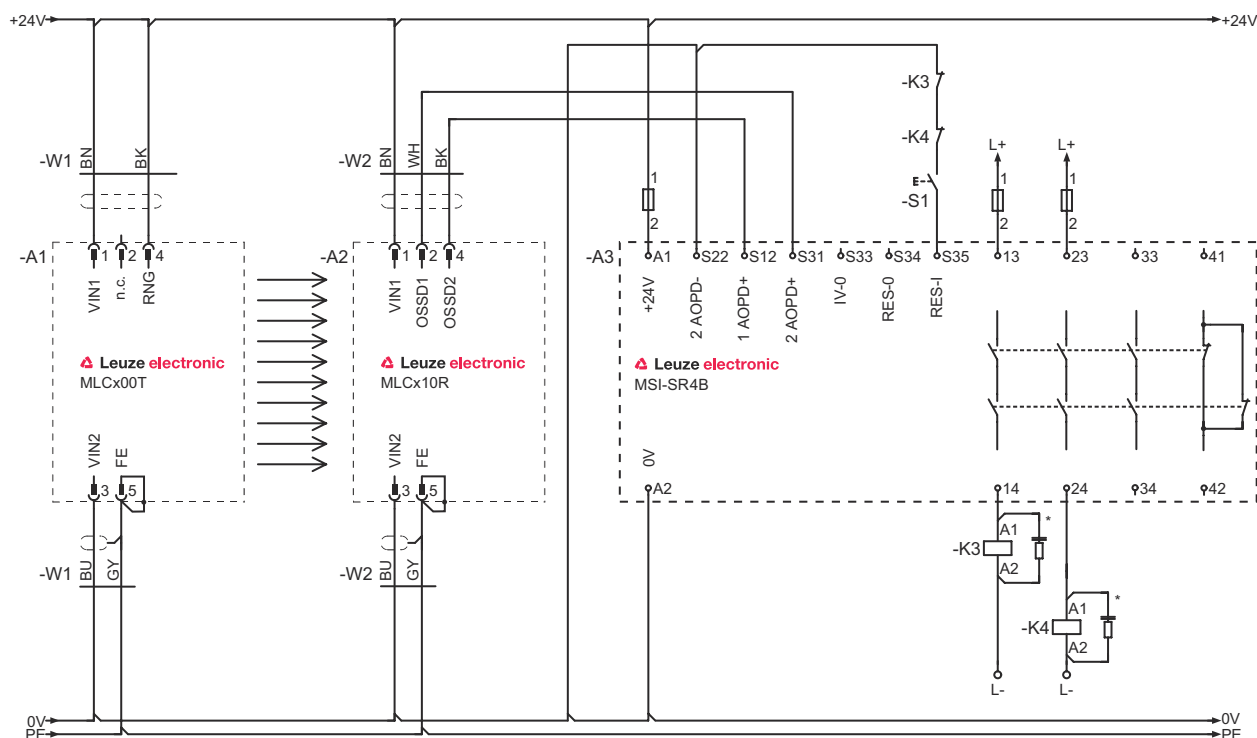 +24V +24V
-K3
-W1 BN BK -W2 BN WH BK -K4 L+ L+
1 1 1
-S1
2 2 2
-A1 1 2 4 -A2 1 2 4 -A3 A1 S22 S12 S31 S33 S34 S35 13 23 33 41
VIN1 n.c. RNG VIN1 OSSD1 OSSD2 +24V 2 AOPD- 1 AOPD+ 2 AOPD+ IV-0 RES-0 RES-I
Leuze electronic Leuze electronic Leuze electronic
MLCx00T MLCx10R MSI-SR4B
VIN2 FE VIN2 FE 0V
3 5 3 5 A2 14 24 34 42
A1 *
-K3
A2
-W1 BU GY -W2 BU GY
A1 *
-K4
A2
L- L-
0V 0V
PE PE